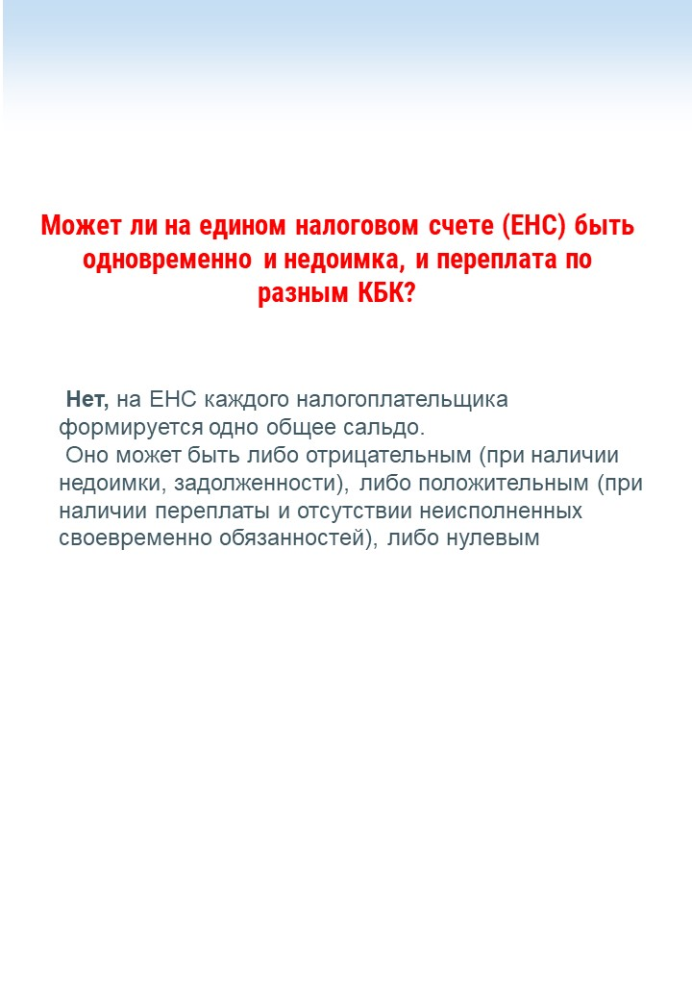 Может ли на едином налоговом счете (ЕНС) быть
одновременно и недоимка, и переплата по
разным КБК?
Нет, на ЕНС каждого налогоплательщика
формируется одно общее сальдо.
Оно может быть либо отрицательным (при наличии
недоимки, задолженности), либо положительным (при
наличии переплаты и отсутствии неисполненных
своевременно обязанностей), либо нулевым